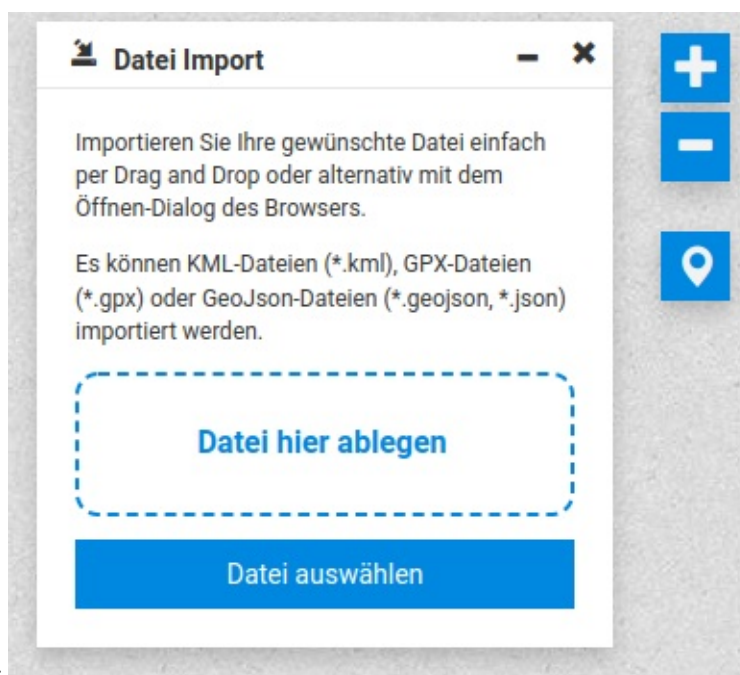 Datei Import
Importieren Sie Ihre gewünschte Datei einfach
per Drag and Drop oder alternativ mit dem
Öffnen-Dialog des Browsers.
Es können KML-Dateien (*.kml), GPX-Dateien
(*.gpx) oder GeoJson-Dateien (*.geojson, *.json)
importiert werden.
Datei hier ablegen
Datei auswählen